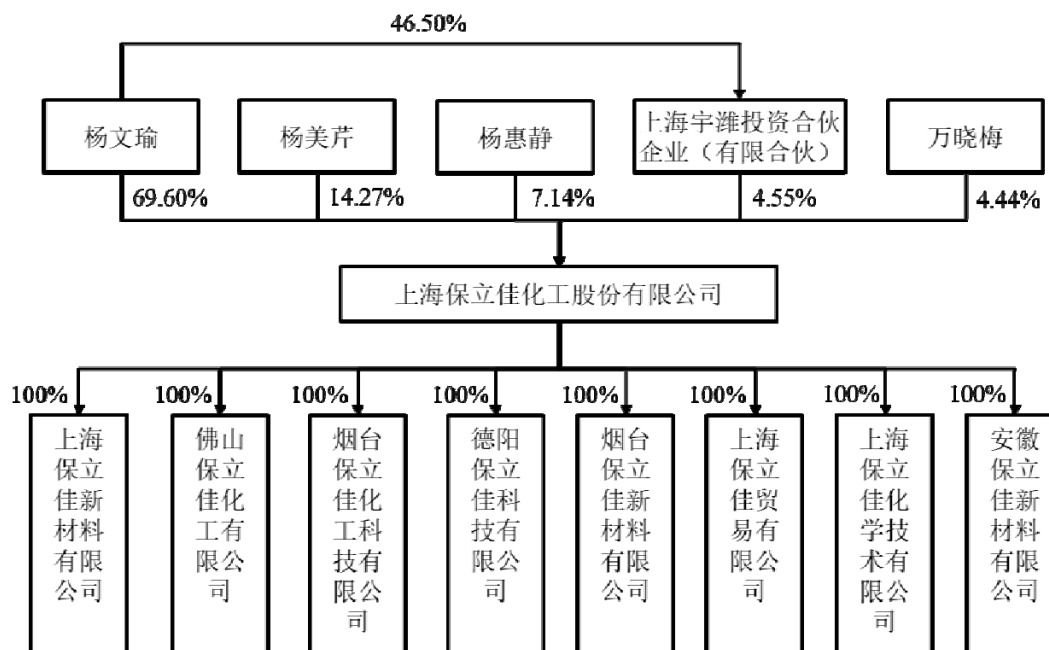 46.50%
杨文瑜
杨美芹
杨惠静
上海宇潍投资合伙
企业（有限合伙）
万晓梅
69.60%
14.27%
7.14%
4.55%
4.44%
上海保立佳化工股份有限公司
100%
100%
100%
100%
100%
100%
100%
100%
上海
保立
佳新
材料
有限
公司
佛山
保立
佳化
工有
限公
司
烟台
保立
佳化
工科
技有
限公
司
德阳
保立
佳科
技有
限公
司
烟台
保立
佳新
材料
有限
公司
上海
保立
佳贸
易有
限公
司
上海
保立
佳化
学技
术有
限公
司
安徽
保立
佳新
材料
有限
公司